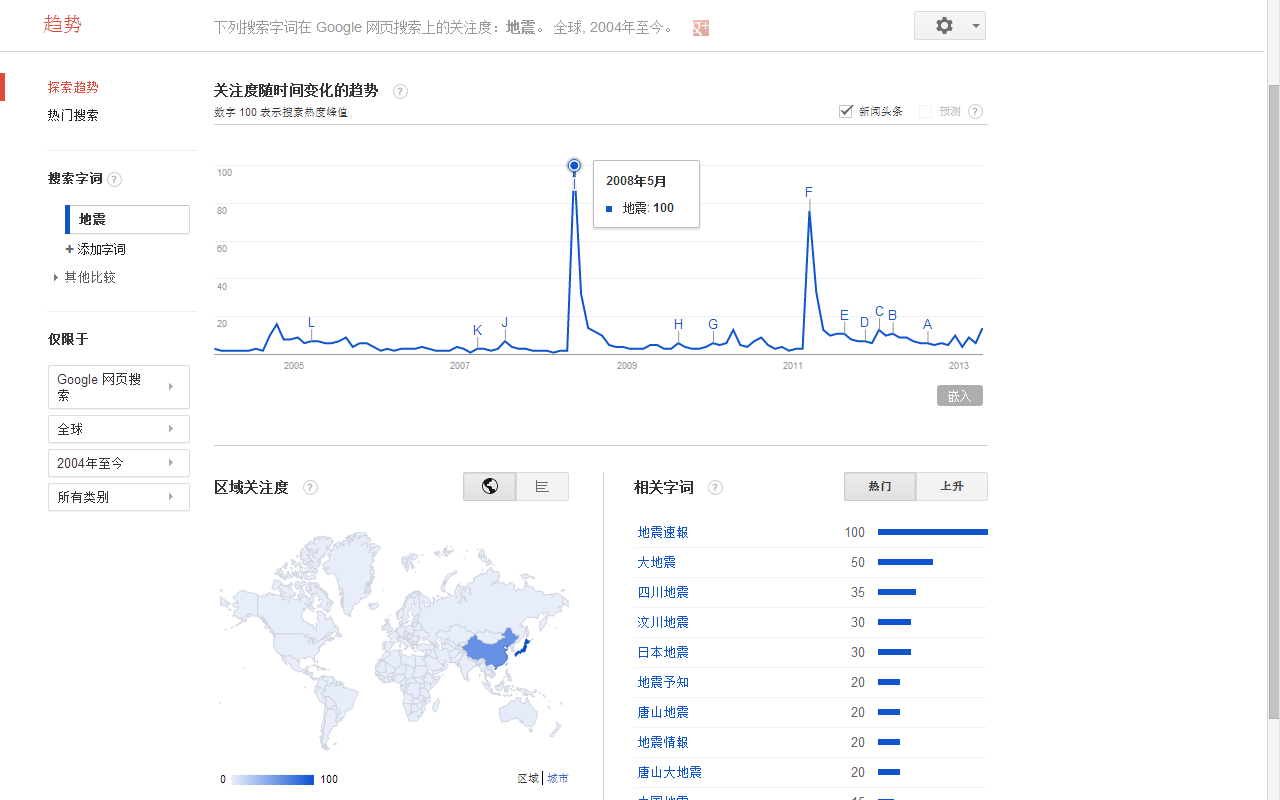 趋势
下列搜索字词在 Google 网页搜索上的关注度：地震。 全球, 2004年至今。
探索趋势
热门搜索
搜索字词 ?
地震
+ 添加字词
其他比较
仅限于
Google 网页搜
索
全球
2004年至今
所有类别
关注度随时间变化的趋势 ?
数字 100 表示搜索热度峰值
新闻头条 预测 ?
100
80
60
40
20
2008年5月
地震: 100
L K J I H G F E D C B A
2005 2007 2009 2011 2013
嵌入
区域关注度 ?
0 100
区域 | 城市
相关字词 ?
热门 上升
地震速報 100
大地震 50
四川地震 35
汶川地震 30
日本地震 30
地震予知 20
唐山地震 20
地震情報 20
唐山大地震 20